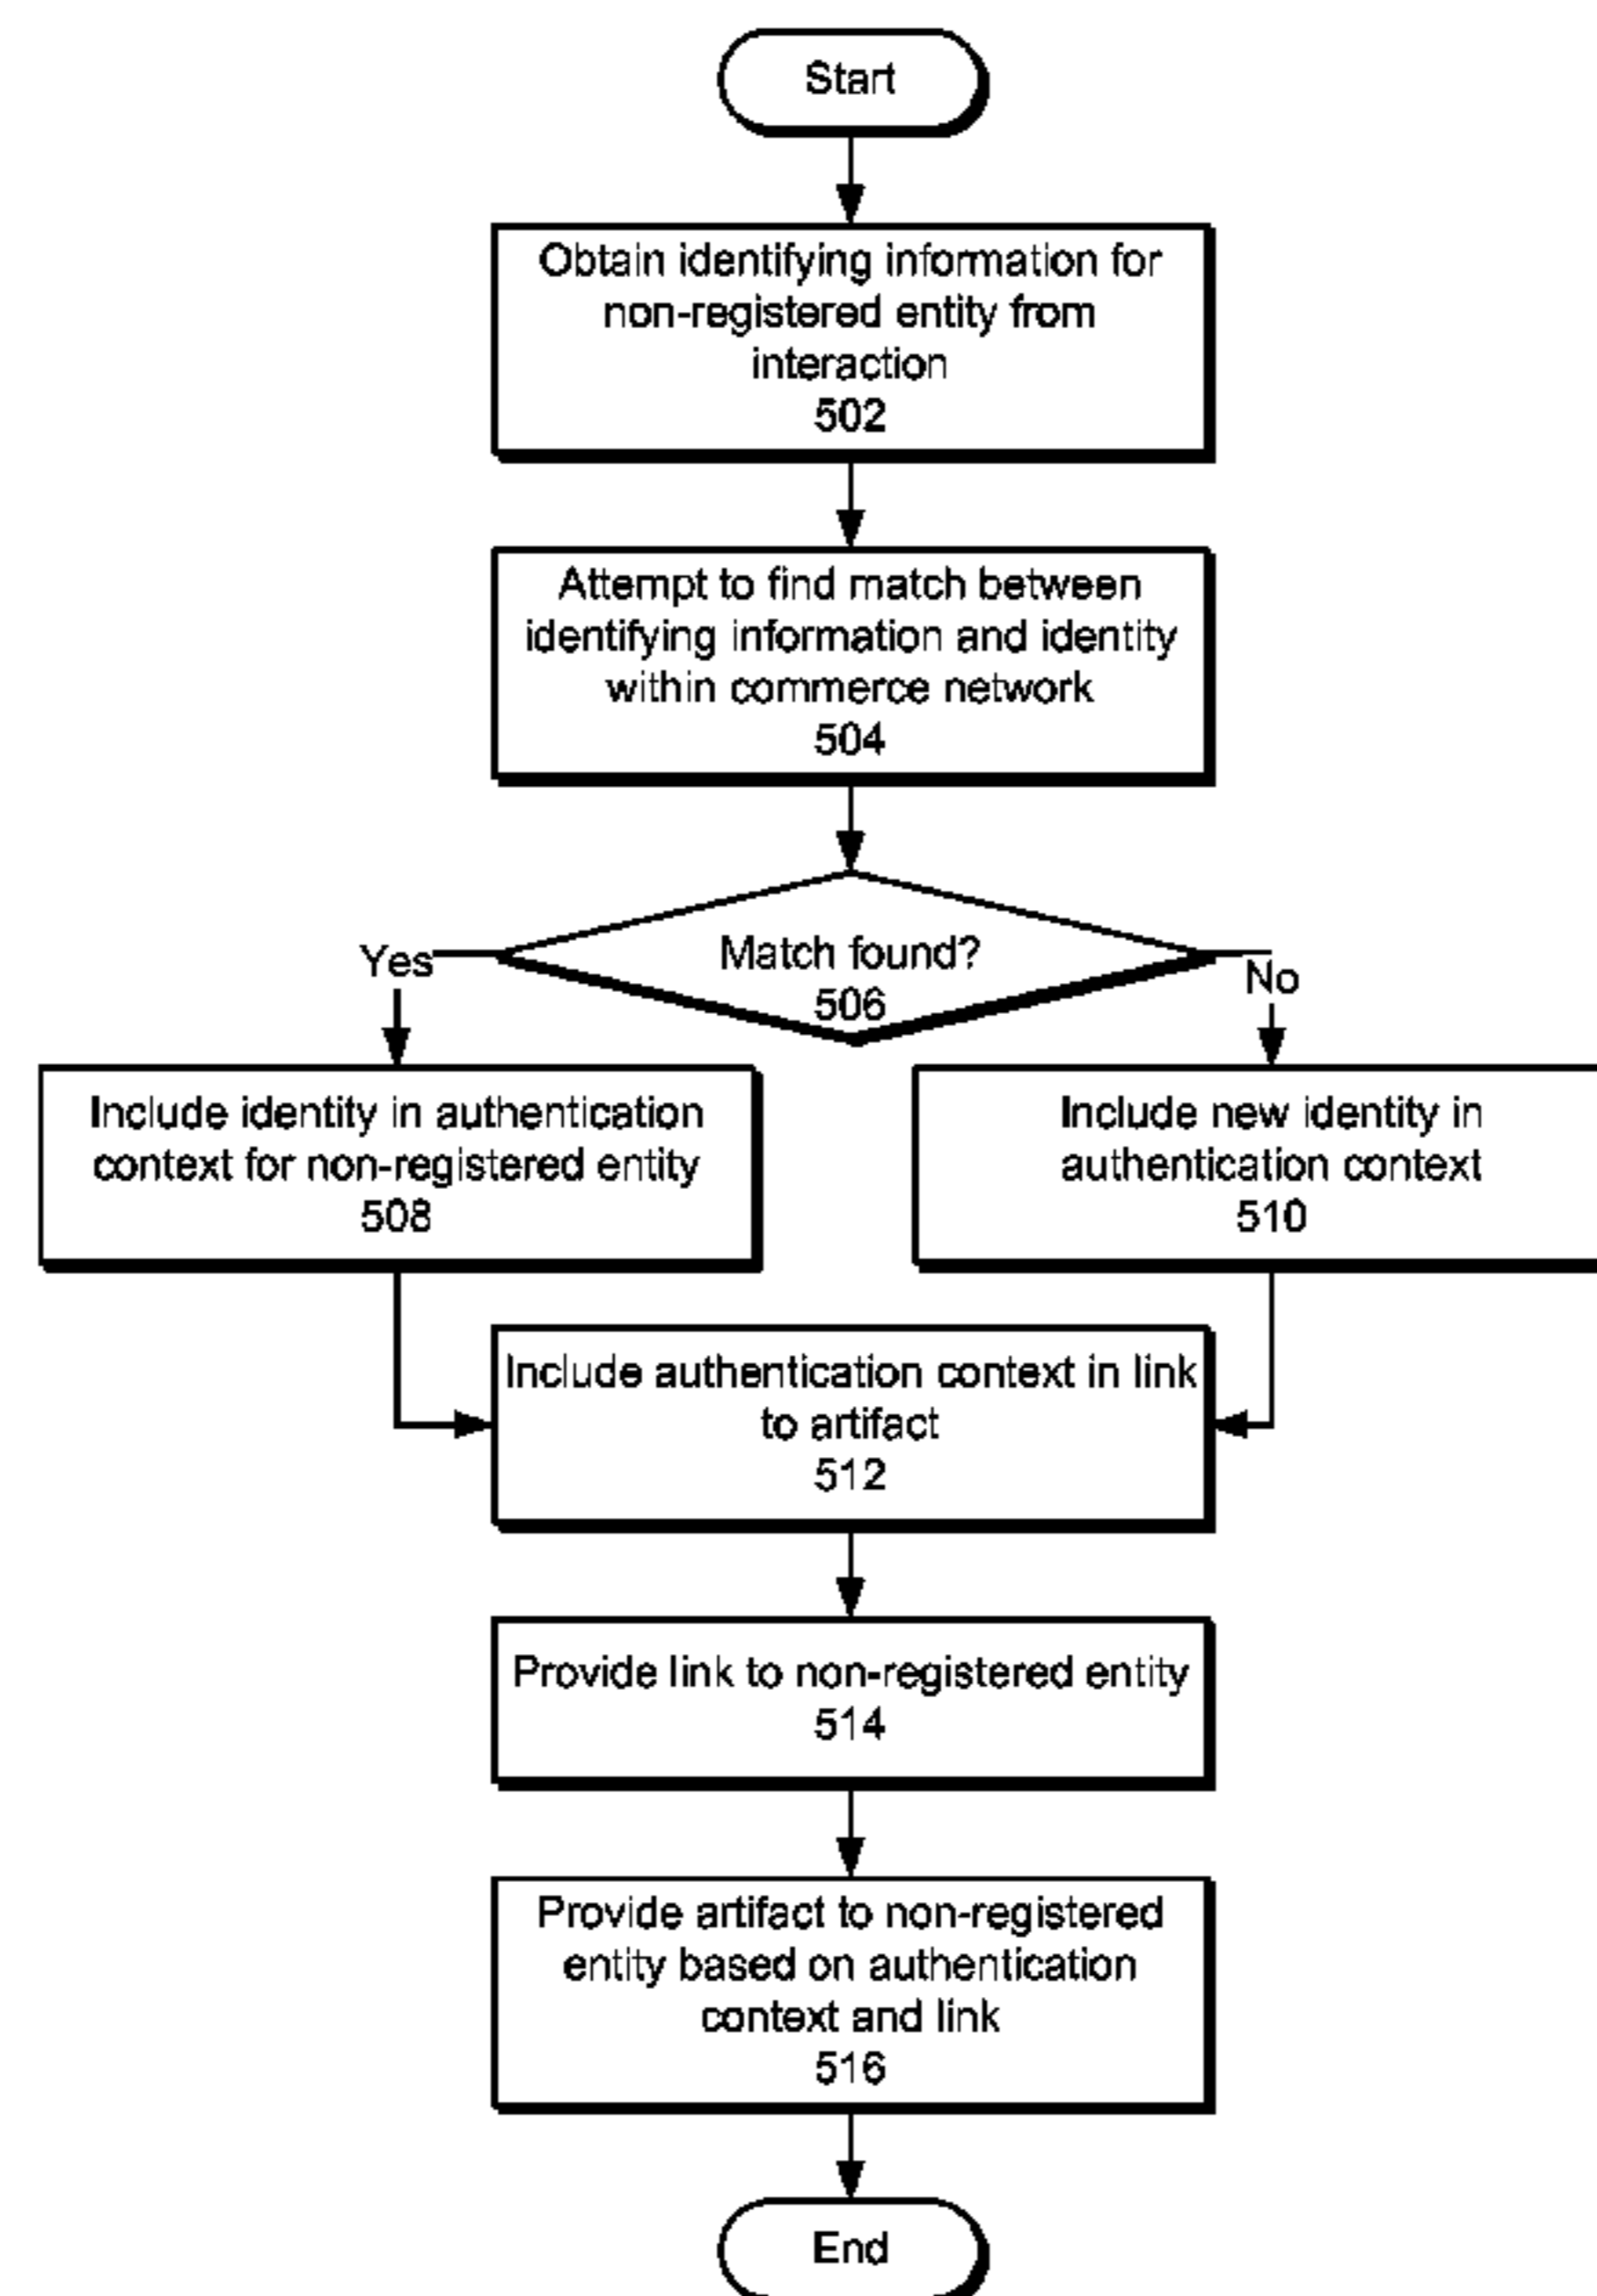 Start
Obtain identifying information for
non-registered entity from
interaction
502
Attempt to find match between
identifying information and identity
within commerce network
504
Match found?
506
Yes
No
Include identity in authentication
context for non-registered entity
508
Include new identity in
authentication context
510
Include authentication context in link
to artifact
512
Provide link to non-registered entity
514
Provide artifact to non-registered
entity based on authentication
context and link
516
End